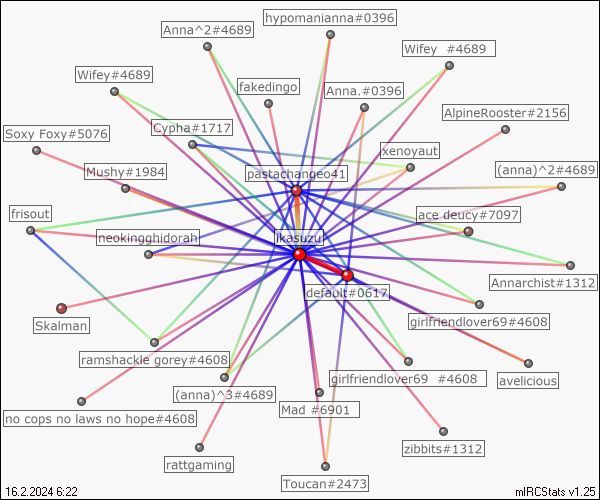 hypomanianna#0396
Anna^2#4689
Wifey #4689
Wifey#4689
fakedingo
Anna.#0396
AlpineRooster#2156
Soxy Foxy#5076
Cypha#1717
xenoyaut
Mushy#1984
pastachangeo41
(anna)^2#4689
frisout
ace deucy#7097
neokingghidorah
ikasuzu
Annarchist#1312
default#0617
Skalman
girlfriendlover69#4608
ramshackle gorey#4608
girlfriendlover69 #4608
avelicious
(anna)^3#4689
Mad #6901
no cops no laws no hope#4608
zibbits#1312
rattgaming
Toucan#2473
16.2.2024 6:22
mIRCStats v1.25